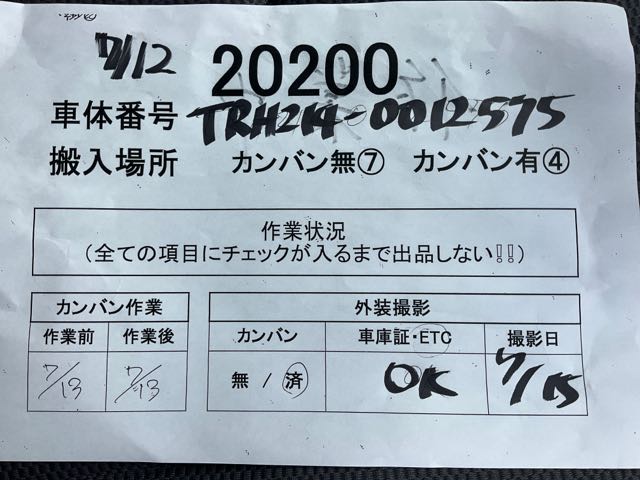 7/12 20200
車体番号 TRH214-0012575
搬入場所 カンバン無⑦ カンバン有④
作業状況
(全ての項目にチェックが入るまで出品しない!!)
カンバン作業 外装撮影
作業前 作業後 カンバン 車庫証・ETC 撮影日
7/13 7/13 無 / 済 OK 7/15